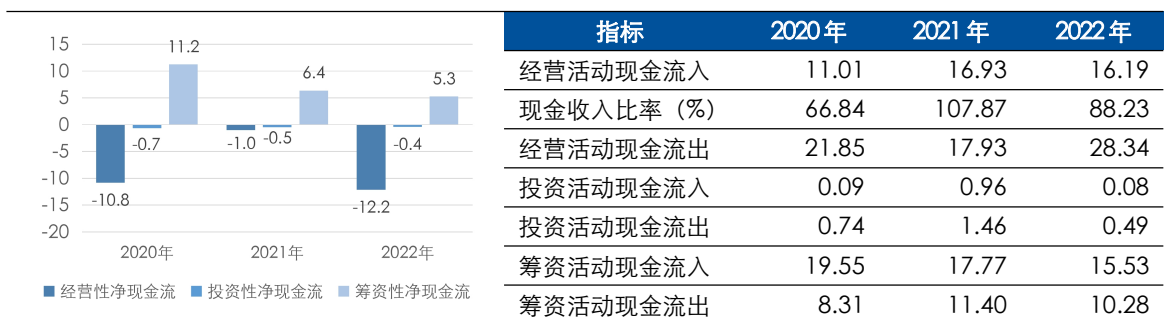 15
10
5
0
-5
-10
-15
-20
11.2
6.4
5.3
-0.7
-0.5
-0.4
-1.0
-10.8
-12.2
2020年 2021年 2022年
经营性净现金流 投资性净现金流 筹资性净现金流
指标 2020年 2021年 2022年
经营活动现金流入 11.01 16.93 16.19
现金收入比率（%） 66.84 107.87 88.23
经营活动现金流出 21.85 17.93 28.34
投资活动现金流入 0.09 0.96 0.08
投资活动现金流出 0.74 1.46 0.49
筹资活动现金流入 19.55 17.77 15.53
筹资活动现金流出 8.31 11.40 10.28